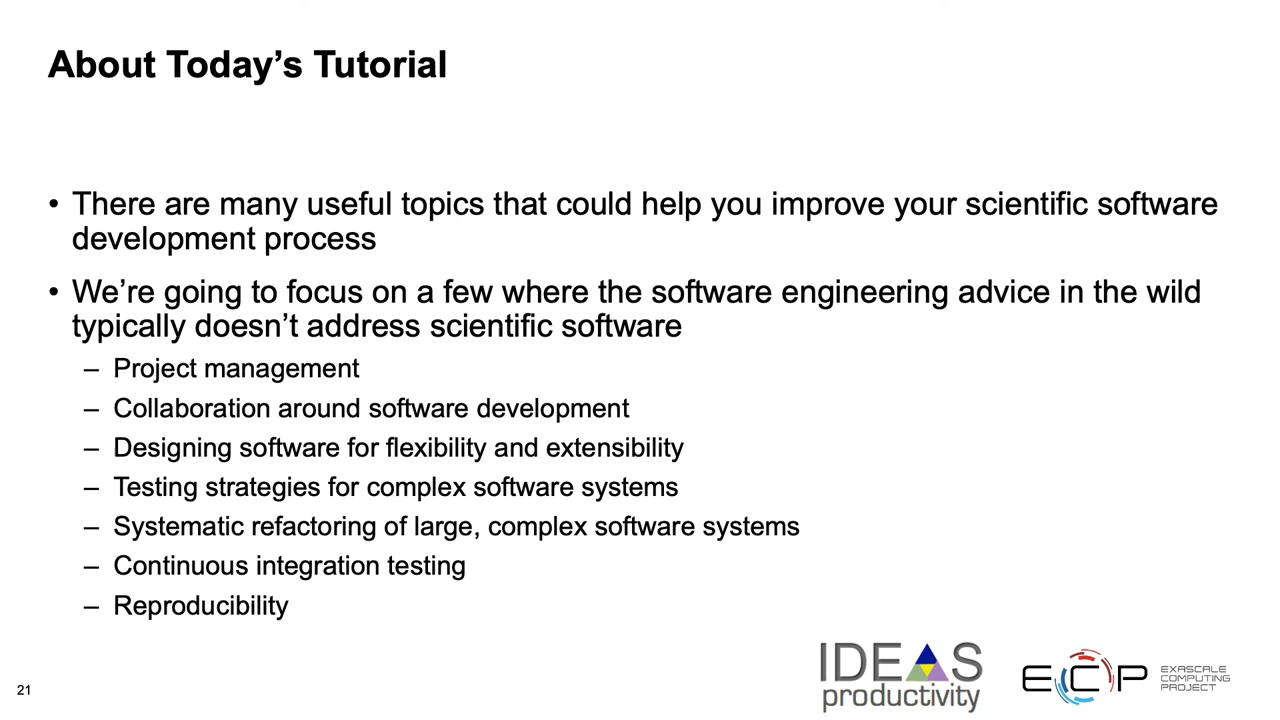 About Today’s Tutorial
• There are many useful topics that could help you improve your scientific software
development process
• We’re going to focus on a few where the software engineering advice in the wild
typically doesn’t address scientific software
– Project management
– Collaboration around software development
– Designing software for flexibility and extensibility
– Testing strategies for complex software systems
– Systematic refactoring of large, complex software systems
– Continuous integration testing
– Reproducibility
21
IDEAS
productivity
ECP
EXASCALE
COMPUTING
PROJECT